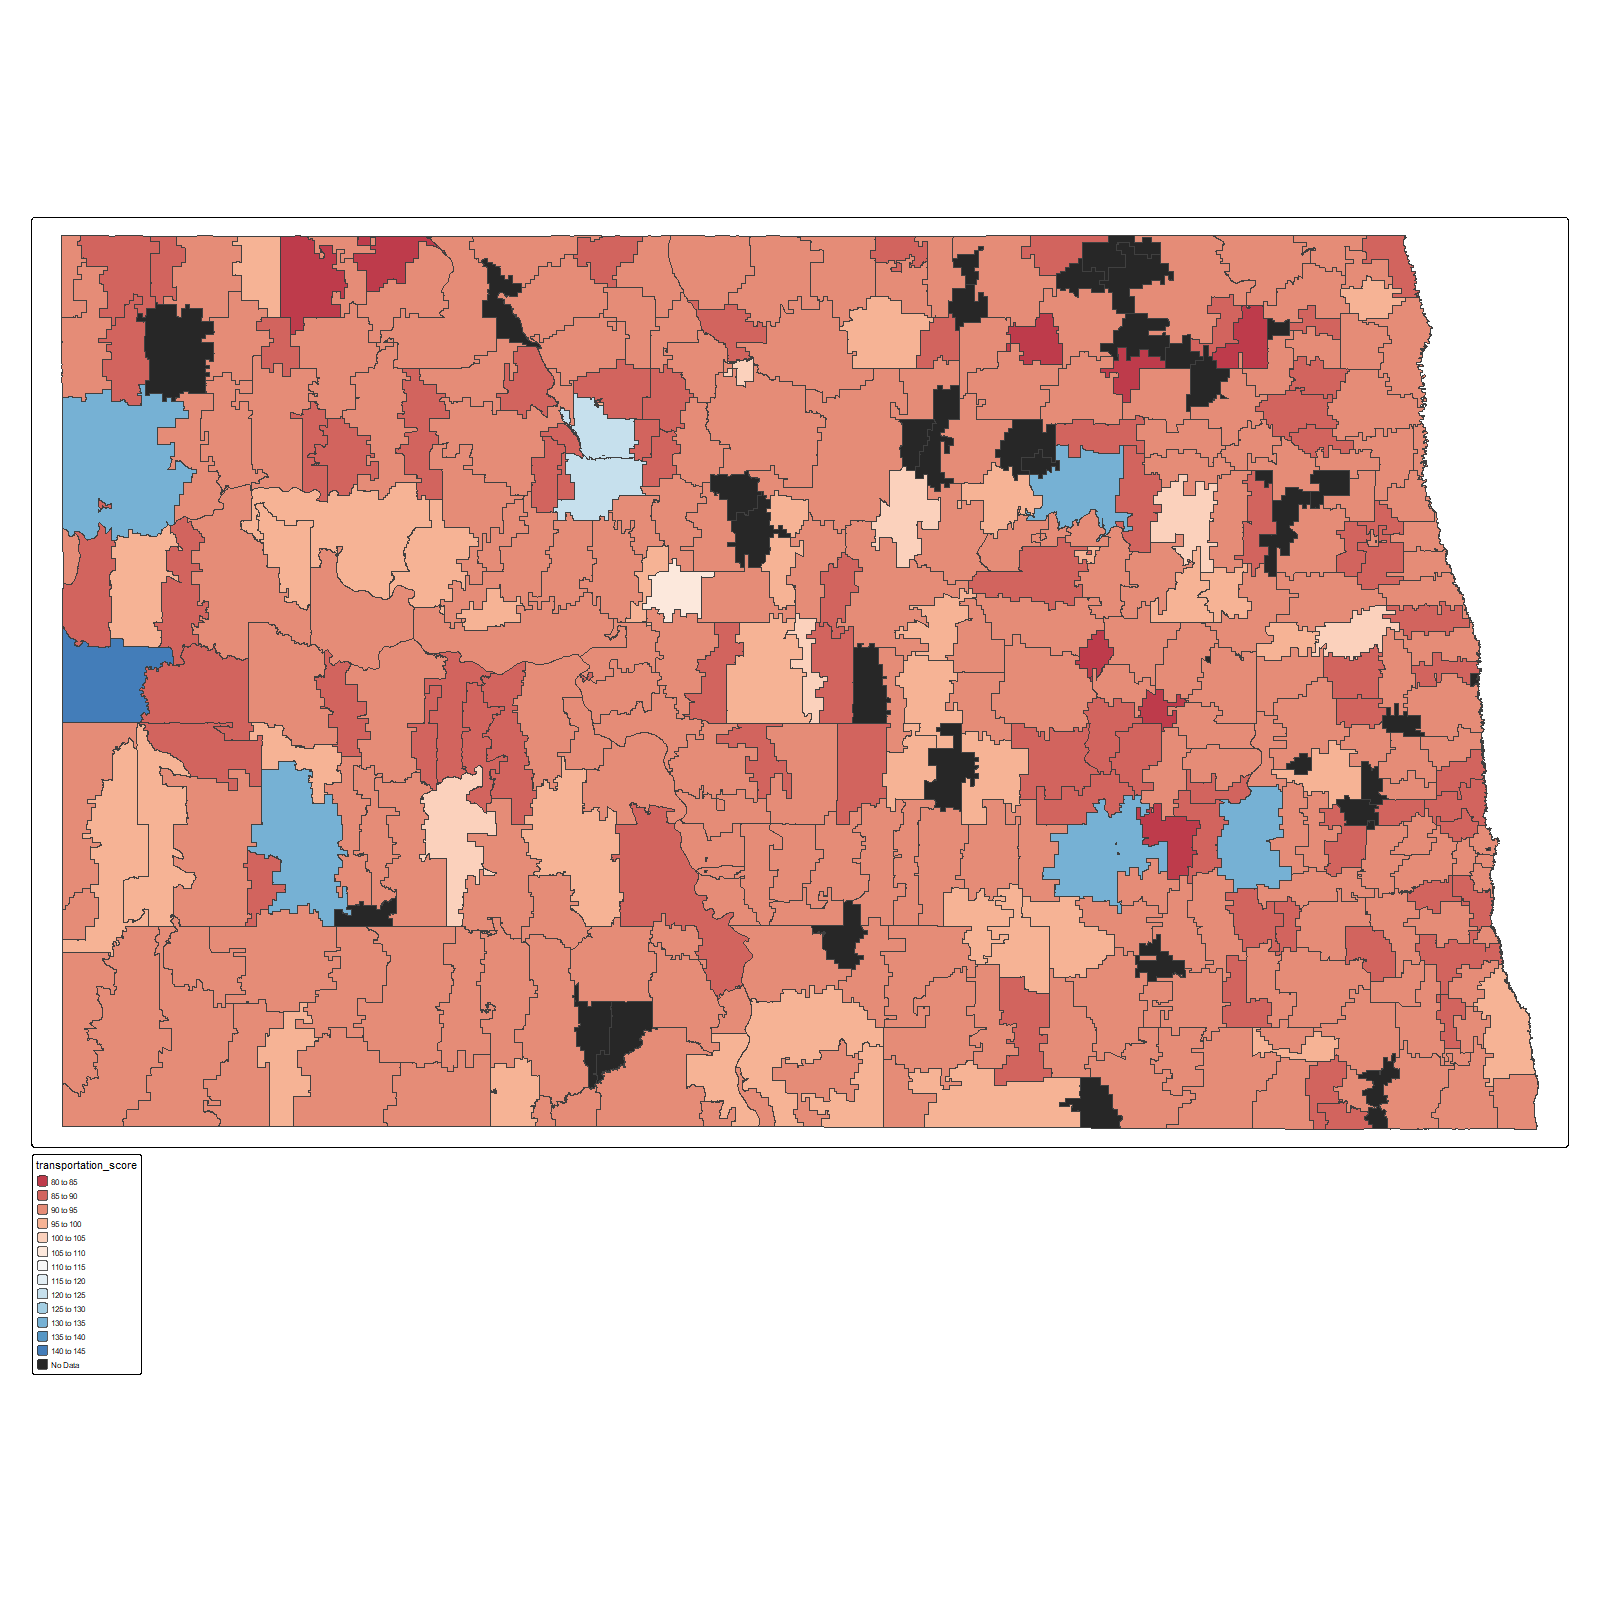 transportation_score
80 to 85
85 to 90
90 to 95
95 to 100
100 to 105
105 to 110
110 to 115
115 to 120
120 to 125
125 to 130
130 to 135
135 to 140
140 to 145
No Data